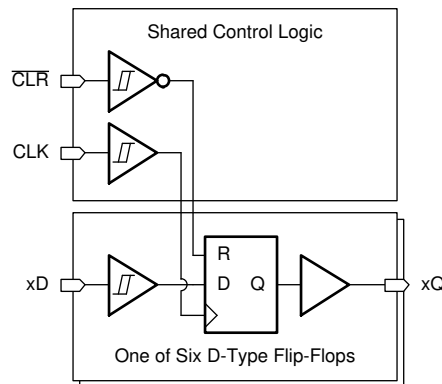 Shared Control Logic
CLR
CLK
R
xD
D
Q
xQ
One of Six D-Type Flip-Flops